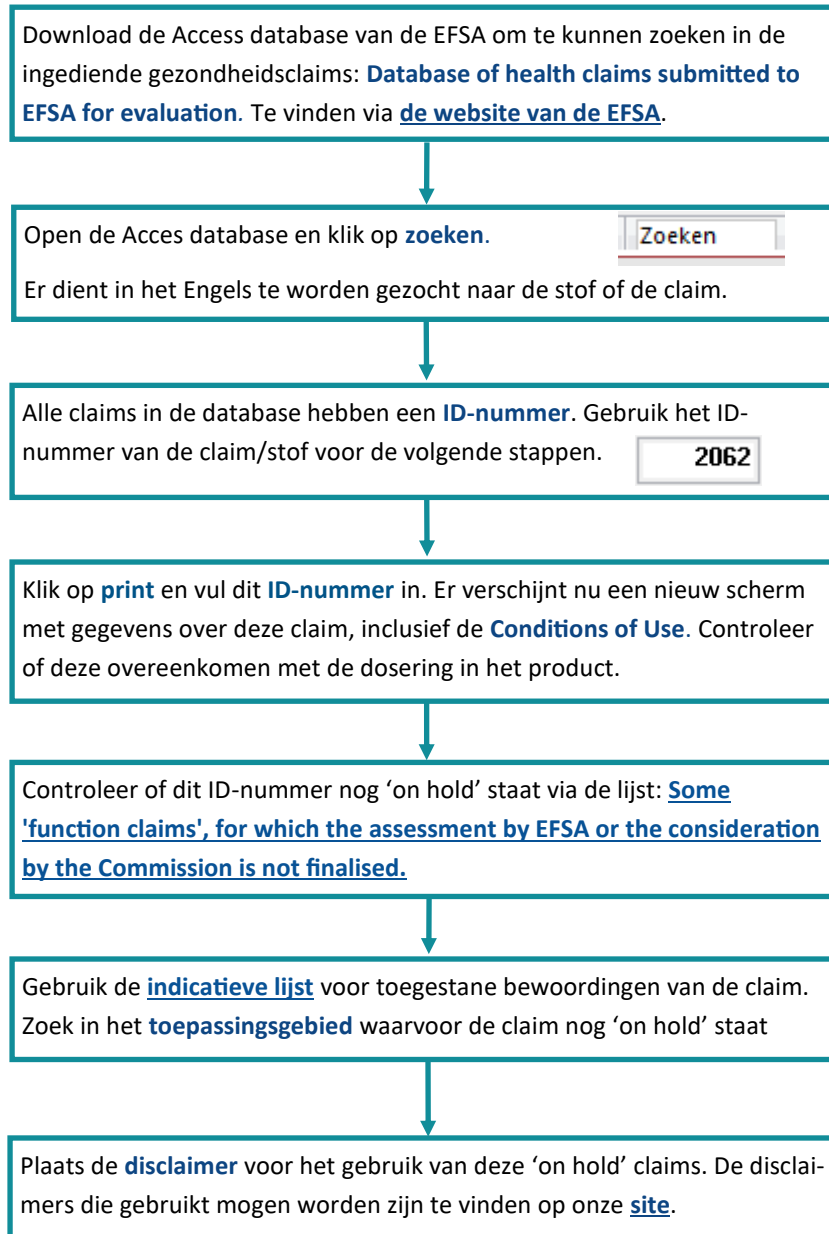 Download de Access database van de EFSA om te kunnen zoeken in de
ingediende gezondheidsclaims: Database of health claims submitted to
EFSA for evaluation. Te vinden via de website van de EFSA.
Open de Acces database en klik op zoeken.
Zoeken
Er dient in het Engels te worden gezocht naar de stof of de claim.
Alle claims in de database hebben een ID-nummer. Gebruik het ID-
nummer van de claim/stof voor de volgende stappen.
2062
Klik op print en vul dit ID-nummer in. Er verschijnt nu een nieuw scherm
met gegevens over deze claim, inclusief de Conditions of Use. Controleer
of deze overeenkomen met de dosering in het product.
Controleer of dit ID-nummer nog ‘on hold’ staat via de lijst: Some
'function claims', for which the assessment by EFSA or the consideration
by the Commission is not finalised.
Gebruik de indicatieve lijst voor toegestane bewoordingen van de claim.
Zoek in het toepassingsgebied waarvoor de claim nog ‘on hold’ staat
Plaats de disclaimer voor het gebruik van deze ‘on hold’ claims. De disclai-
mers die gebruikt mogen worden zijn te vinden op onze site.